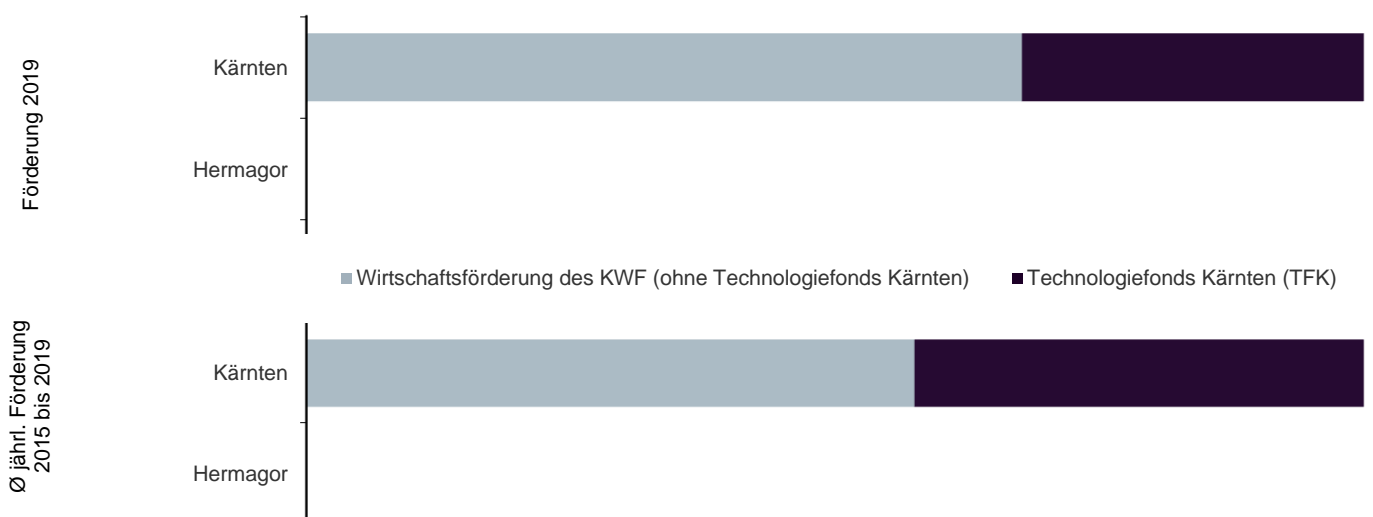 Förderung 2019
Kärnten
Hermagor
Wirtschaftsförderung des KWF (ohne Technologiefonds Kärnten)
Technologiefonds Kärnten (TFK)
Ø jährl. Förderung
2015 bis 2019
Kärnten
Hermagor